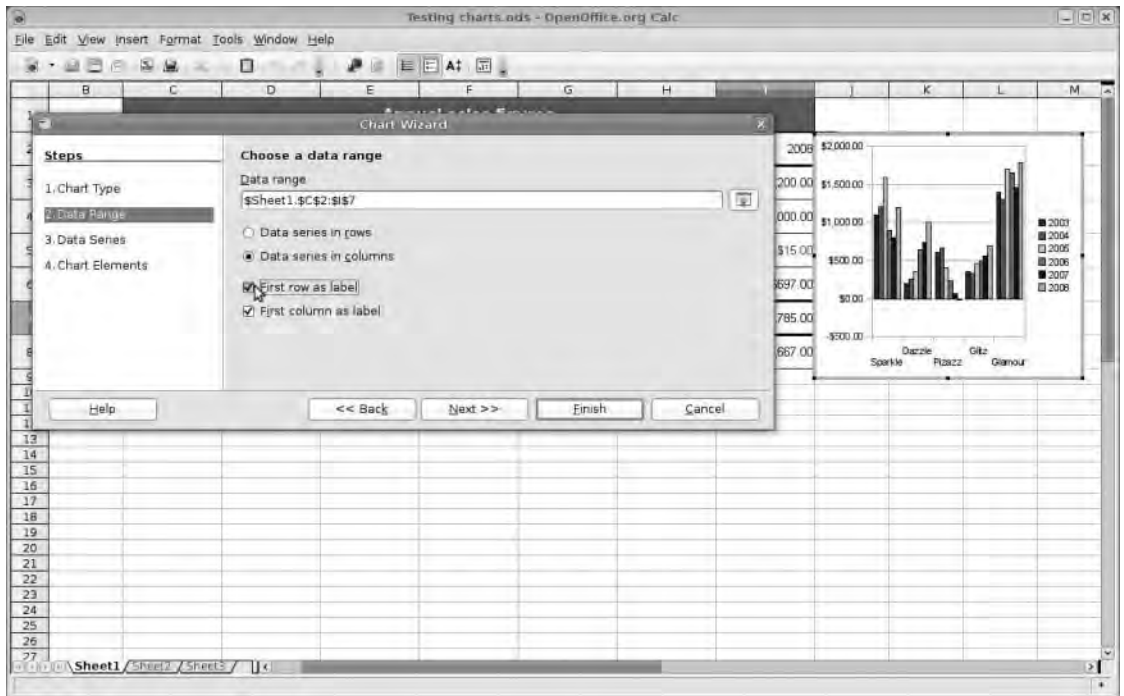 Testing charts.ods - OpenOffice.org Calc
File Edit View Insert Format Tools Window Help
B C D E F G H I J K L M
Chart Wizard
Steps
1. Chart Type
2. Data Range
3. Data Series
4. Chart Elements
Choose a data range
Data range
$Sheet1.$C$2:$I$7
Data series in rows
Data series in columns
First row as label
First column as label
Help
<< Back
Next >>
Finish
Cancel
2008
200.00
000.00
$15.00
697.00
785.00
667.00
$2,000.00
$1,500.00
$1,000.00
$500.00
$0.00
-$500.00
Dazzle Glitz
Sparkle Pizazz Glamour
2003
2004
2005
2006
2007
2008
13
14
15
16
17
18
19
20
21
22
23
24
25
26
27
Sheet1 Sheet2 Sheet3